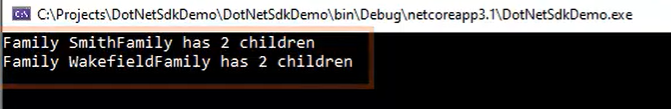 C:\Projects\DotNetSdkDemo\DotNetSdkDemo\bin\Debug\netcoreapp3.1\DotNetSdkDemo.exe
Family SmithFamily has 2 children
Family WakefieldFamily has 2 children